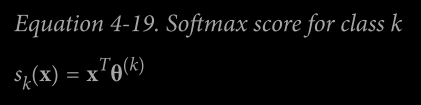 Equation 4-19. Softmax score for class k
sₖ(x) = xᵀθ⁽ᵏ⁾